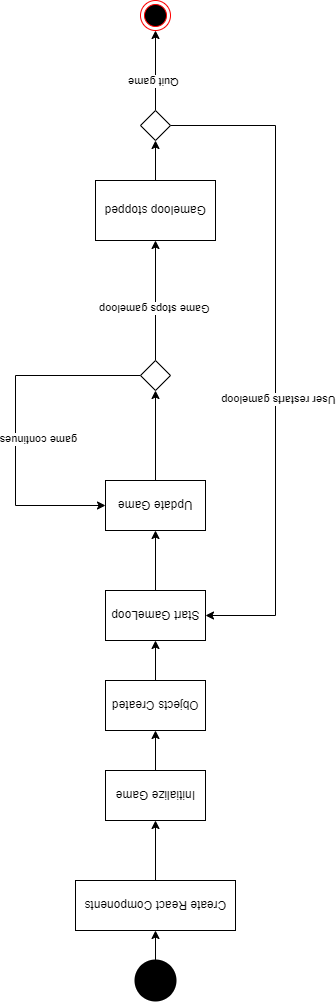 Create React Components
Initialize Game
Objects Created
Start GameLoop
Update Game
game continues
User restarts gameloop
Game stops gameloop
Gameloop stopped
Quit game